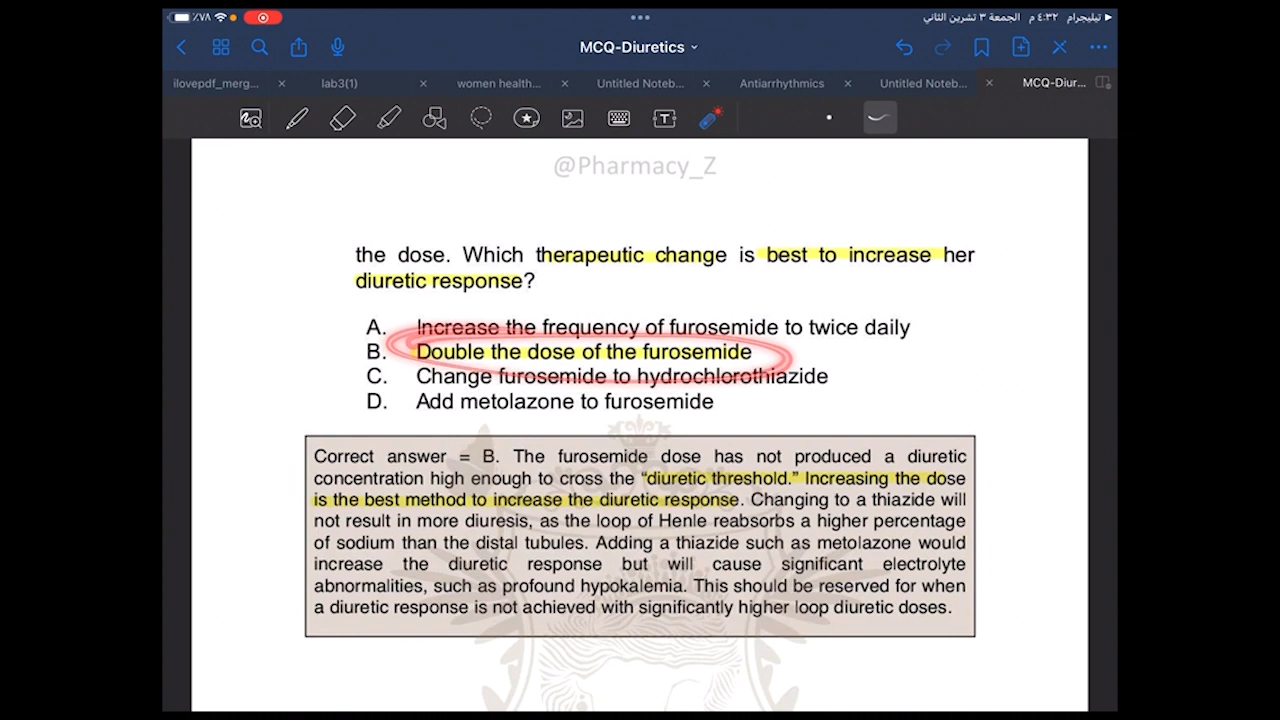 ٪٧٨ تيليجرام ٤:٣٢ م الجمعة ٣ تشرين الثاني
MCQ-Diuretics
ilovepdf_merg... lab3(1) women health... Untitled Noteb... Antiarrhythmics Untitled Noteb... MCQ-Diur...
@Pharmacy_Z
the dose. Which therapeutic change is best to increase her
diuretic response?
A. Increase the frequency of furosemide to twice daily
B. Double the dose of the furosemide
C. Change furosemide to hydrochlorothiazide
D. Add metolazone to furosemide
Correct answer = B. The furosemide dose has not produced a diuretic
concentration high enough to cross the “diuretic threshold.” Increasing the dose
is the best method to increase the diuretic response. Changing to a thiazide will
not result in more diuresis, as the loop of Henle reabsorbs a higher percentage
of sodium than the distal tubules. Adding a thiazide such as metolazone would
increase the diuretic response but will cause significant electrolyte
abnormalities, such as profound hypokalemia. This should be reserved for when
a diuretic response is not achieved with significantly higher loop diuretic doses.